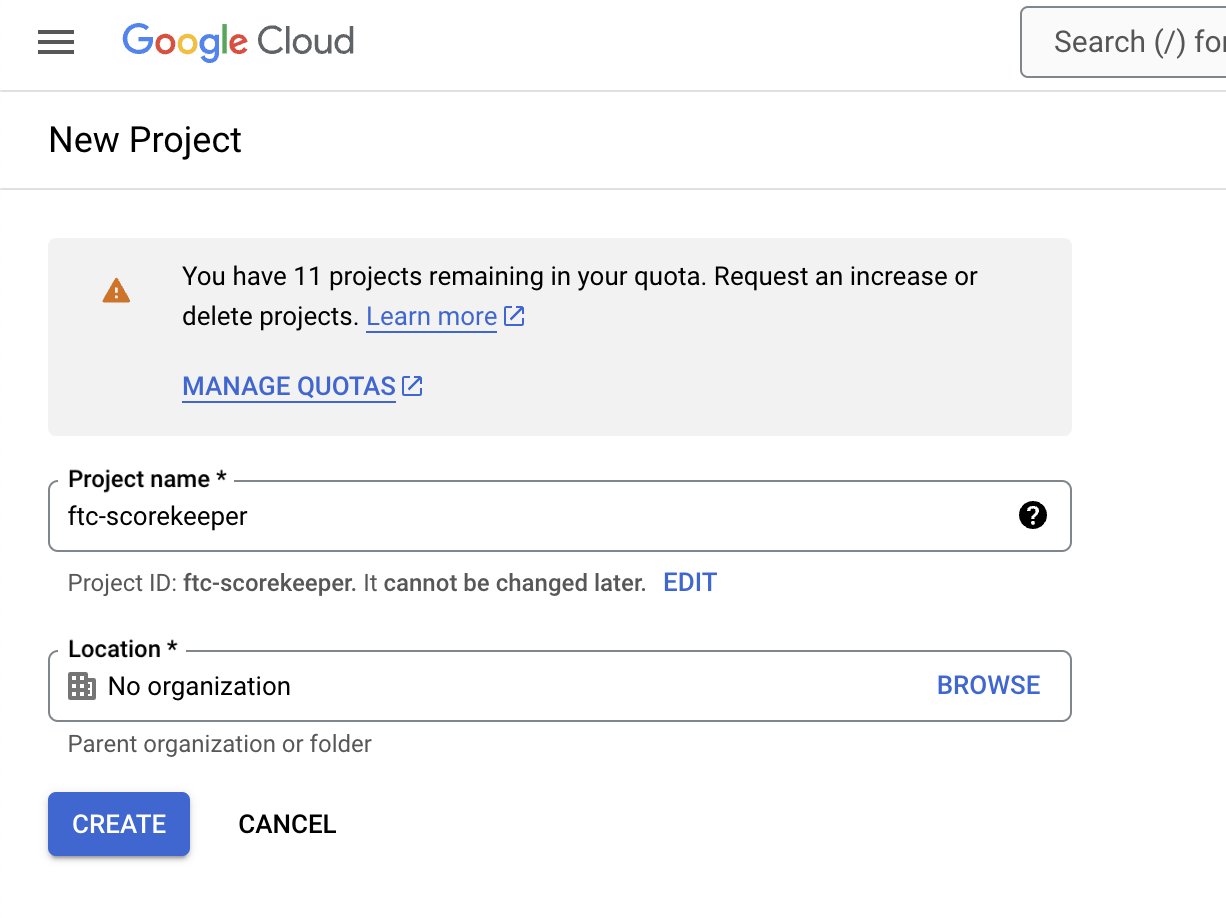 Google Cloud
Search (/) for
New Project
You have 11 projects remaining in your quota. Request an increase or
delete projects. Learn more
MANAGE QUOTAS
Project name *
ftc-scorekeeper
Project ID: ftc-scorekeeper. It cannot be changed later. EDIT
Location *
No organization BROWSE
Parent organization or folder
CREATE CANCEL